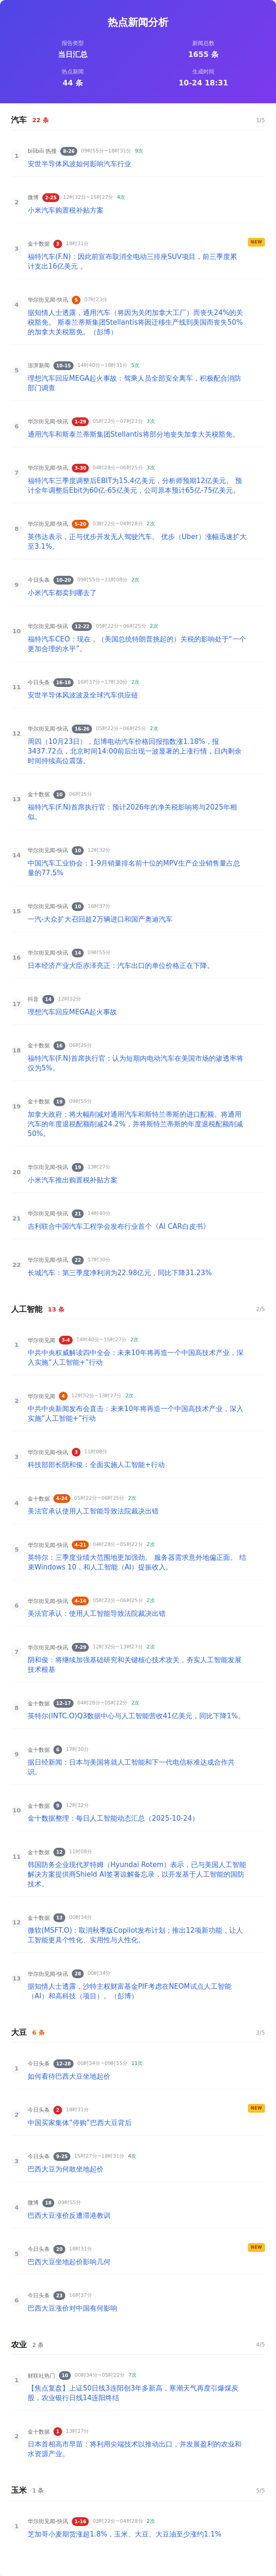 热点新闻分析
报告类型
新闻总数
当日汇总
1655 条
热点新闻
生成时间
44 条
10-24 18:31
汽车 22 条 1/5
1
bilibili 热搜 8-26 09时55分~18时31分 9次
安世半导体风波如何影响汽车行业
2
微博 2-25 12时32分~15时27分 4次
小米汽车购置税补贴方案
3
金十数据 3 18时31分 NEW
福特汽车(F.N)：因此前宣布取消全电动三排座SUV项目，前三季度累
计支出16亿美元，
4
华尔街见闻-快讯 5 07时23分
据知情人士透露，通用汽车（将因为关闭加拿大工厂）而丧失24%的关
税豁免。 斯泰兰蒂斯集团Stellantis将因迁移生产线到美国而丧失50%
的加拿大关税豁免。（彭博）
5
澎湃新闻 10-15 14时40分~18时31分 5次
理想汽车回应MEGA起火事故：驾乘人员全部安全离车，积极配合消防
部门调查
6
华尔街见闻-快讯 1-29 05时22分~07时23分 3次
通用汽车和斯泰兰蒂斯集团Stellantis将部分地丧失加拿大关税豁免。
7
华尔街见闻-快讯 3-30 04时28分~06时25分 3次
福特汽车三季度调整后EBIT为15.4亿美元，分析师预期12亿美元。 预
计全年调整后Ebit为60亿-65亿美元，公司原本预计65亿-75亿美元。
8
华尔街见闻-快讯 5-20 03时22分~04时28分 2次
英伟达表示，正与优步开发无人驾驶汽车。 优步（Uber）涨幅迅速扩大
至3.1%。
9
今日头条 10-20 09时55分~11时08分 2次
小米汽车都卖到哪去了
10
华尔街见闻-快讯 12-22 05时22分~06时25分 2次
福特汽车CEO：现在，（美国总统特朗普挑起的）关税的影响处于“一个
更加合理的水平”。
11
今日头条 16-18 16时37分~17时30分 2次
安世半导体风波波及全球汽车供应链
12
华尔街见闻-快讯 16-26 05时22分~06时25分 2次
周四（10月23日），彭博电动汽车价格回报指数涨1.18%，报
3437.72点，北京时间14:00前后出现一波显著的上涨行情，日内剩余
时间持续高位震荡。
13
金十数据 10 06时25分
福特汽车(F.N)首席执行官：预计2026年的净关税影响将与2025年相
似。
14
华尔街见闻-快讯 10 12时32分
中国汽车工业协会：1-9月销量排名前十位的MPV生产企业销售量占总
量的77.5%
15
华尔街见闻-快讯 10 16时37分
一汽-大众扩大召回超2万辆进口和国产奥迪汽车
16
华尔街见闻-快讯 14 09时55分
日本经济产业大臣赤泽亮正：汽车出口的单位价格正在下降。
17
抖音 14 12时32分
理想汽车回应MEGA起火事故
18
金十数据 16 06时25分
福特汽车(F.N)首席执行官：认为短期内电动汽车在美国市场的渗透率将
仅为5%。
19
金十数据 19 09时55分
加拿大政府：将大幅削减对通用汽车和斯特兰蒂斯的进口配额。将通用
汽车的年度退税配额削减24.2%，并将斯特兰蒂斯的年度退税配额削减
50%。
20
华尔街见闻-快讯 19 13时27分
小米汽车推出购置税补贴方案
21
华尔街见闻-快讯 21 14时40分
吉利联合中国汽车工程学会发布行业首个《AI CAR白皮书》
22
华尔街见闻-快讯 22 17时30分
长城汽车：第三季度净利润为22.98亿元，同比下降31.23%
人工智能 13 条 2/5
1
华尔街见闻 3-4 14时40分~15时27分 2次
中共中央权威解读四中全会：未来10年将再造一个中国高技术产业，深
入实施“人工智能+”行动
2
华尔街见闻 4 12时32分~13时27分 2次
中共中央新闻发布会直击：未来10年将再造一个中国高技术产业，深入
实施“人工智能+”行动
3
华尔街见闻-快讯 3 11时08分
科技部部长阴和俊：全面实施人工智能+行动
4
金十数据 4-24 05时22分~06时25分 2次
美法官承认使用人工智能导致法院裁决出错
5
华尔街见闻-快讯 4-21 04时28分~05时22分 2次
英特尔：三季度业绩大范围地更加强劲。 服务器需求意外地偏正面。 结
束Windows 10，和人工智能（AI）提振收入。
6
华尔街见闻-快讯 4-14 05时22分~06时25分 2次
美法官承认：使用人工智能导致法院裁决出错
7
华尔街见闻-快讯 7-29 12时32分~13时27分 2次
阴和俊：将继续加强基础研究和关键核心技术攻关，夯实人工智能发展
技术根基
8
金十数据 12-17 04时28分~05时22分 2次
英特尔(INTC.O)Q3数据中心与人工智能营收41亿美元，同比下降1%。
9
金十数据 6 17时30分
据日经新闻：日本与美国将就人工智能和下一代电信标准达成合作共
识。
10
金十数据 9 12时32分
金十数据整理：每日人工智能动态汇总（2025-10-24）
11
金十数据 12 11时08分
韩国防务企业现代罗特姆（Hyundai Rotem）表示，已与美国人工智能
解决方案提供商Shield AI签署谅解备忘录，以开发基于人工智能的国防
技术。
12
金十数据 13 00时34分
微软(MSFT.O)：取消秋季版Copilot发布计划；推出12项新功能，让人
工智能更具个性化、实用性与人性化。
13
华尔街见闻-快讯 28 00时34分
据知情人士透露，沙特主权财富基金PIF考虑在NEOM试点人工智能
（AI）和高科技（项目）。（彭博）
大豆 6 条 3/5
1
今日头条 12-28 00时34分~09时55分 11次
如何看待巴西大豆坐地起价
2
今日头条 2 18时31分 NEW
中国买家集体“停购”巴西大豆背后
3
今日头条 9-25 15时27分~18时31分 4次
巴西大豆为何敢坐地起价
4
微博 18 09时55分
巴西大豆涨价反遭滞港教训
5
今日头条 20 18时31分 NEW
巴西大豆坐地起价影响几何
6
今日头条 23 16时37分
巴西大豆涨价对中国有何影响
农业 2 条 4/5
1
财联社热门 10 00时34分~05时22分 7次
【焦点复盘】上证50日线3连阳创3年多新高，寒潮天气再度引爆煤炭
股，农业银行日线14连阳终结
2
金十数据 1 13时27分
日本首相高市早苗：将利用尖端技术以推动出口，并发展盈利的农业和
水资源产业。
玉米 1 条 5/5
1
华尔街见闻-快讯 1-16 03时22分~04时28分 2次
芝加哥小麦期货涨超1.8%，玉米、大豆、大豆油至少涨约1.1%